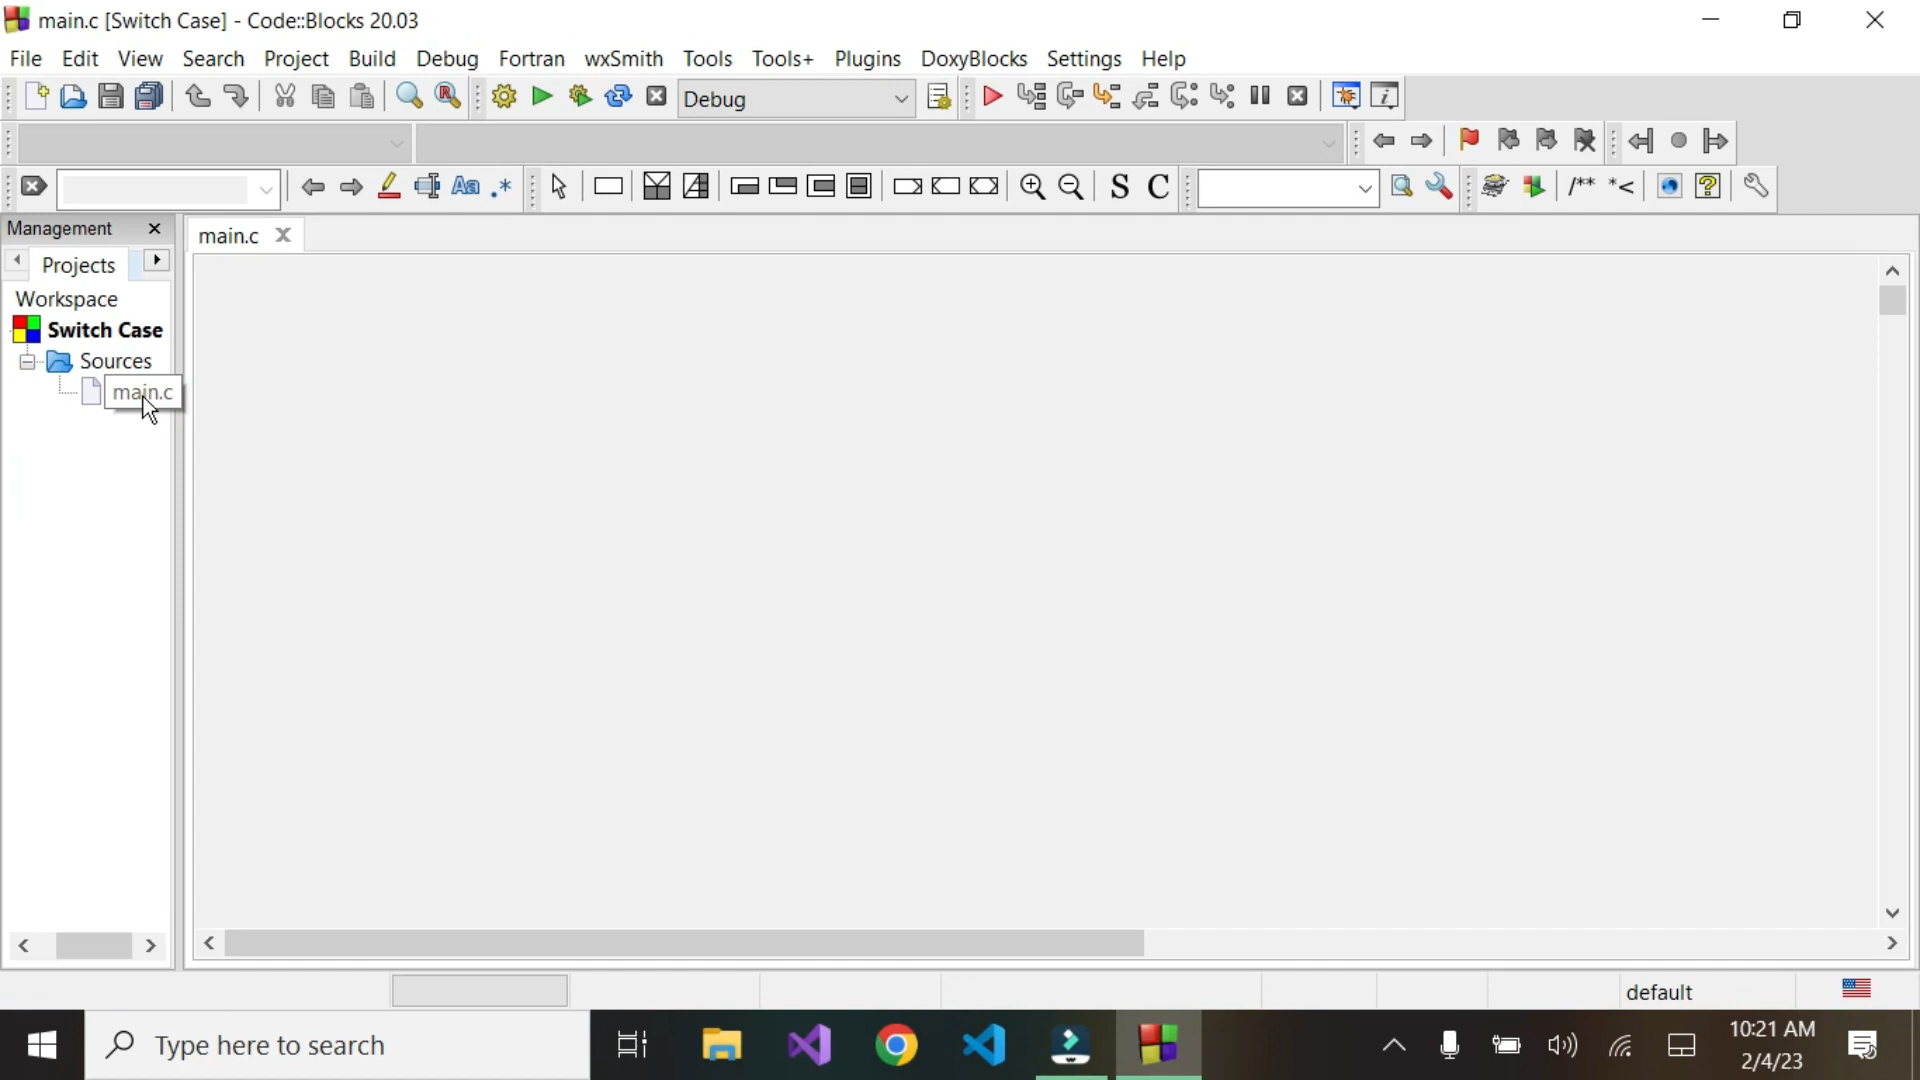 main.c [Switch Case] - Code::Blocks 20.03
File Edit View Search Project Build Debug Fortran wxSmith Tools Tools+ Plugins DoxyBlocks Settings Help
Debug
Aa .* S C /** *<
Management
main.c
Projects
Workspace
Switch Case
Sources
main.c
default
Type here to search
10:21 AM
2/4/23